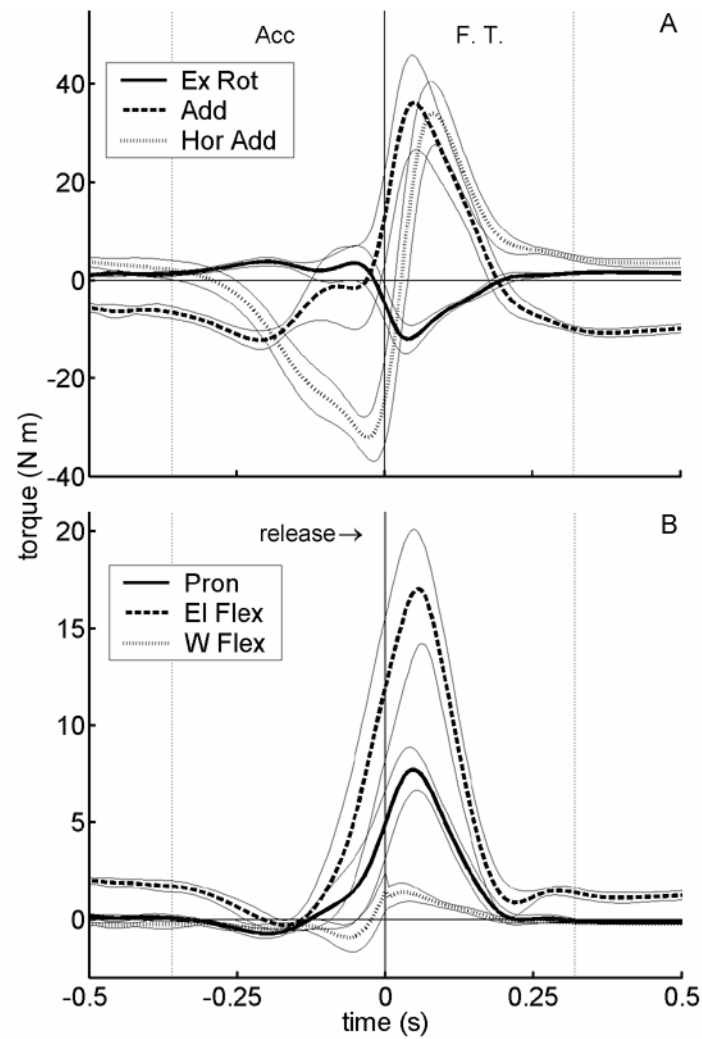 Acc
F. T.
A
Ex Rot
Add
Hor Add
40
20
0
-20
-40
torque (N m)
release →
B
Pron
El Flex
W Flex
20
15
10
5
0
-0.5
-0.25
0
0.25
0.5
time (s)